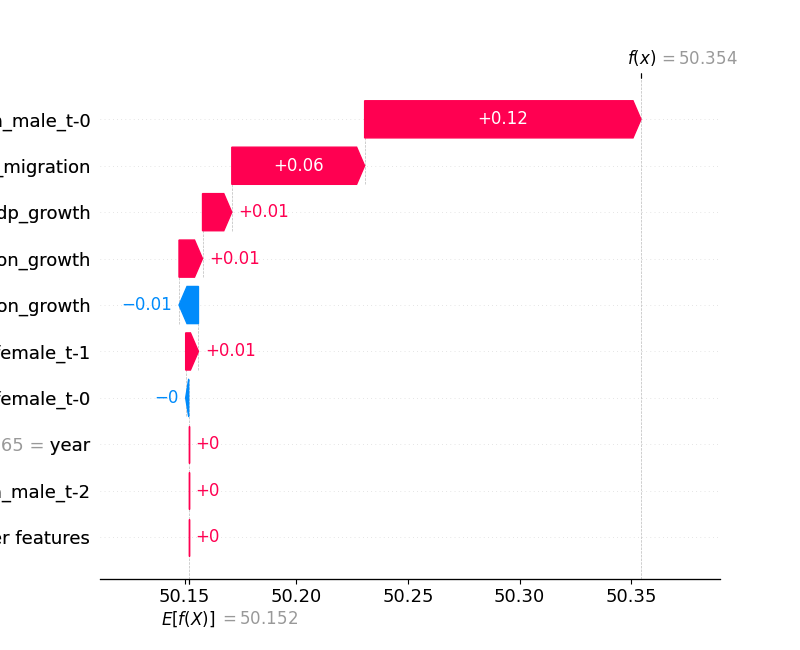 f(x) = 50.354
_male_t-0
+0.12
_migration
+0.06
dp_growth
+0.01
on_growth
+0.01
on_growth
−0.01
female_t-1
+0.01
female_t-0
−0
65 = year
+0
_male_t-2
+0
er features
+0
50.15 50.20 50.25 50.30 50.35
E[f(X)] = 50.152